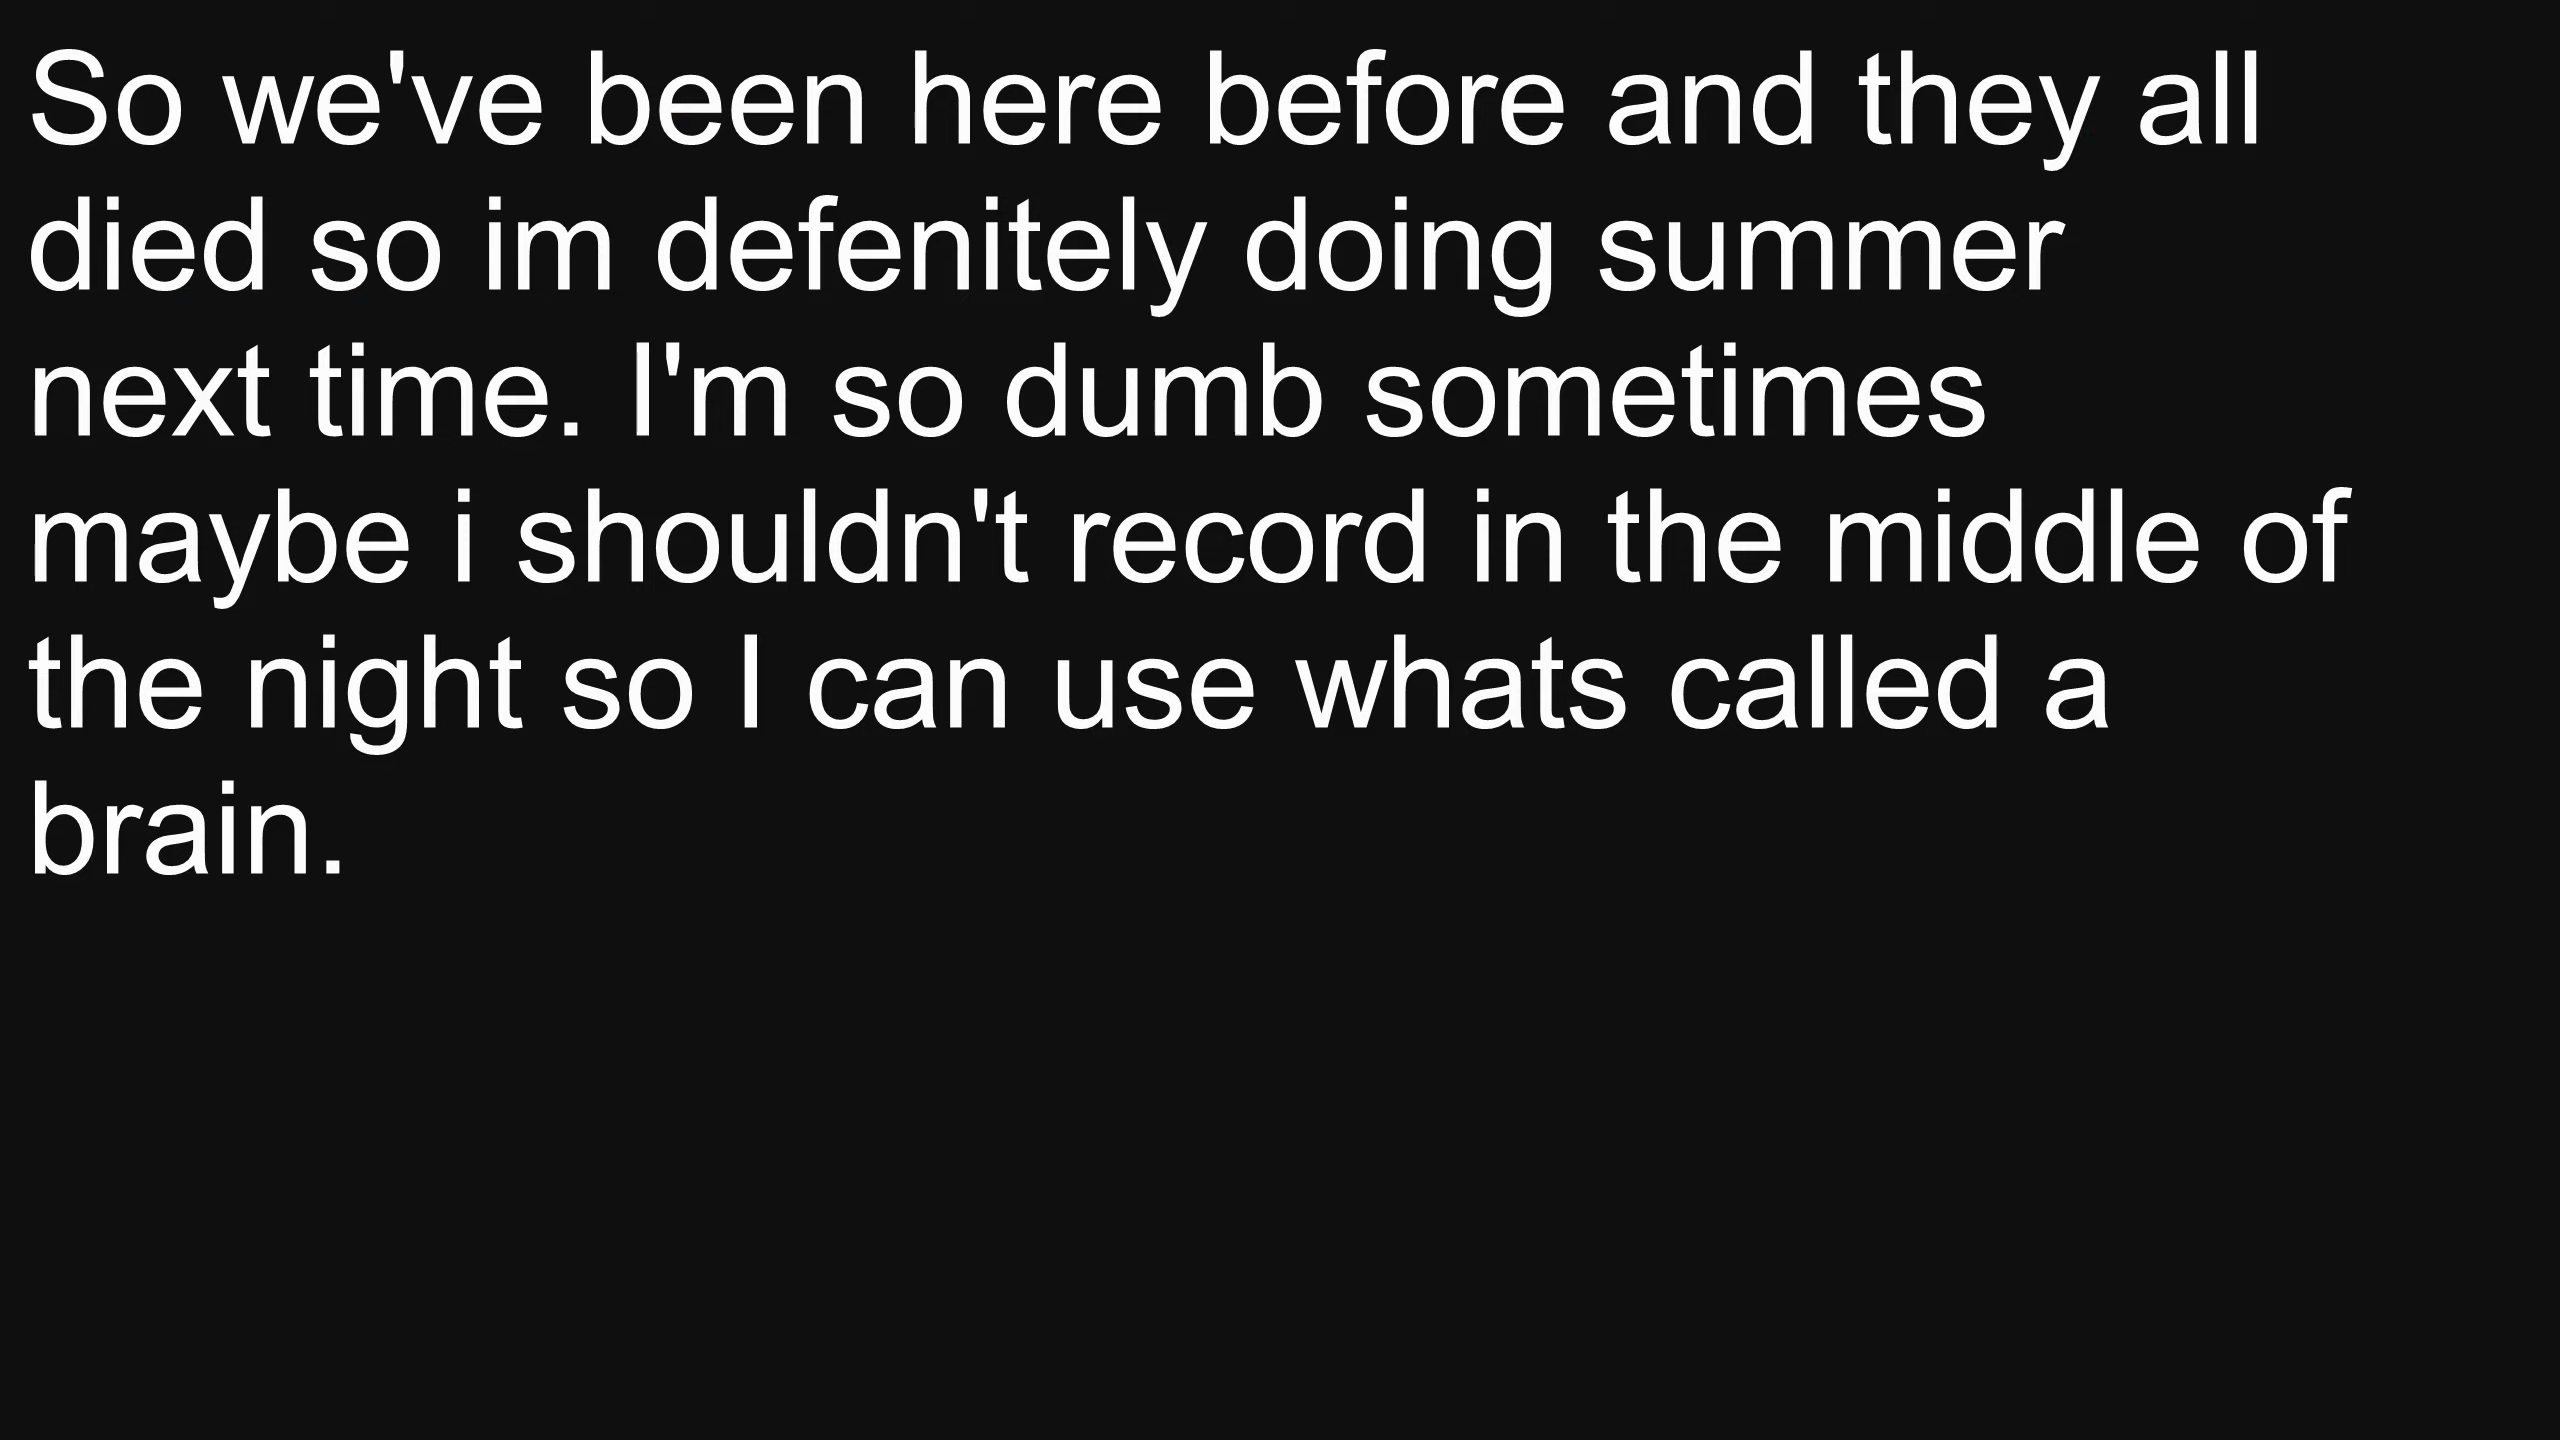 So we've been here before and they all
died so im defenitely doing summer
next time. I'm so dumb sometimes
maybe i shouldn't record in the middle of
the night so I can use whats called a
brain.